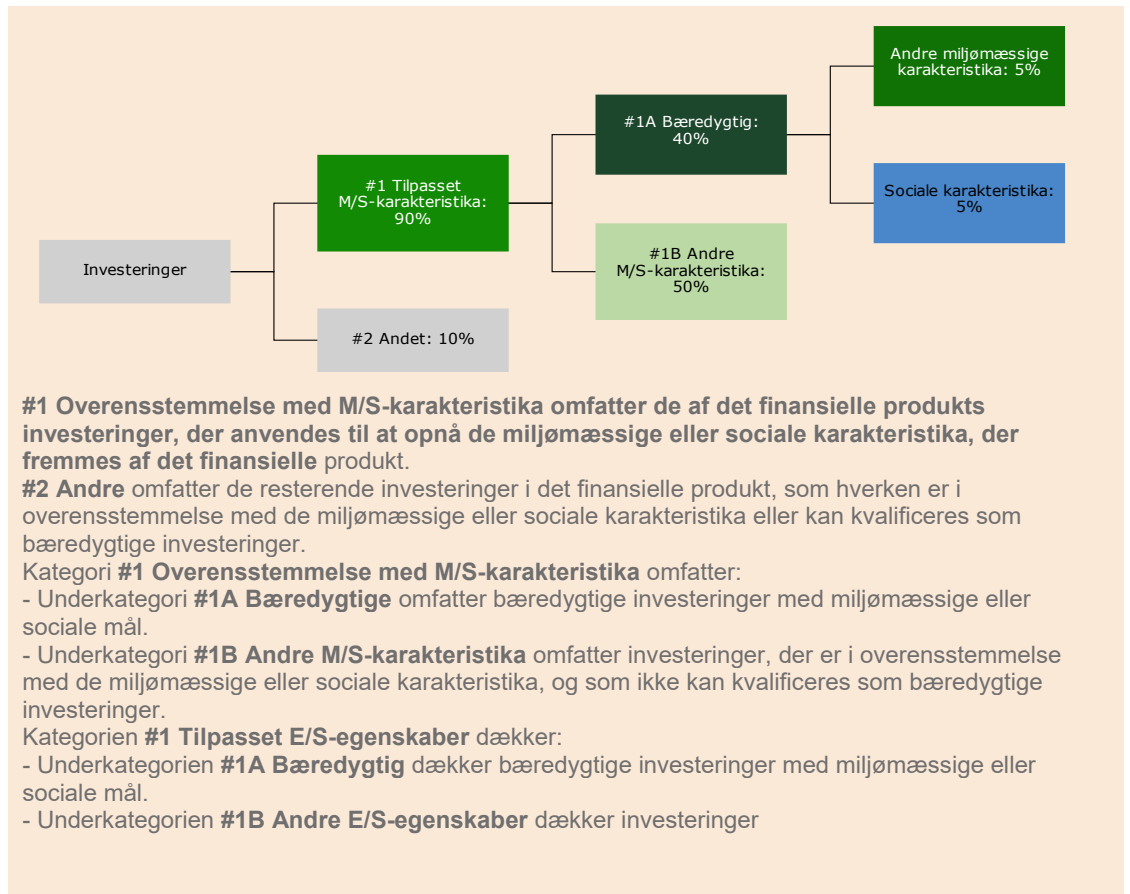 Andre miljømæssige
karakteristika: 5%
#1A Bæredygtig:
40%
#1 Tilpasset
M/S-karakteristika:
90%
Sociale karakteristika:
5%
#1B Andre
M/S-karakteristika:
50%
Investeringer
#2 Andet: 10%
#1 Overensstemmelse med M/S-karakteristika omfatter de af det finansielle produkts
investeringer, der anvendes til at opnå de miljømæssige eller sociale karakteristika, der
fremmes af det finansielle produkt.
#2 Andre omfatter de resterende investeringer i det finansielle produkt, som hverken er i
overensstemmelse med de miljømæssige eller sociale karakteristika eller kan kvalificeres som
bæredygtige investeringer.
Kategori #1 Overensstemmelse med M/S-karakteristika omfatter:
- Underkategori #1A Bæredygtige omfatter bæredygtige investeringer med miljømæssige eller
sociale mål.
- Underkategori #1B Andre M/S-karakteristika omfatter investeringer, der er i overensstemmelse
med de miljømæssige eller sociale karakteristika, og som ikke kan kvalificeres som bæredygtige
investeringer.
Kategorien #1 Tilpasset E/S-egenskaber dækker:
- Underkategorien #1A Bæredygtig dækker bæredygtige investeringer med miljømæssige eller
sociale mål.
- Underkategorien #1B Andre E/S-egenskaber dækker investeringer